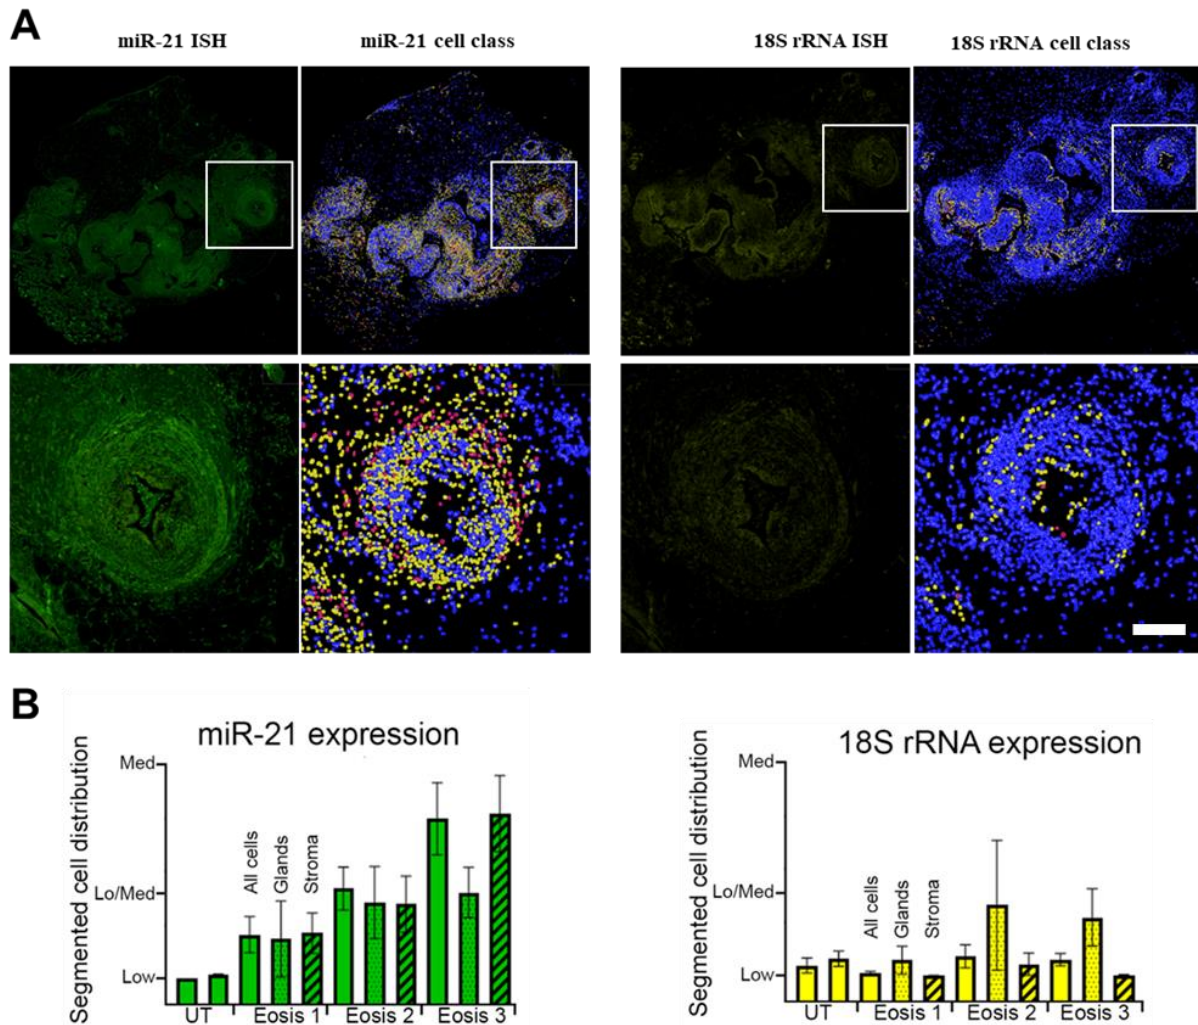 A
miR-21 ISH
miR-21 cell class
18S rRNA ISH
18S rRNA cell class
B
miR-21 expression
Segmented cell distribution
Med
Lo/Med
Low
All cells
Glands
Stroma
UT
Eosis 1
Eosis 2
Eosis 3
18S rRNA expression
Segmented cell distribution
Med
Lo/Med
Low
All cells
Glands
Stroma
UT
Eosis 1
Eosis 2
Eosis 3